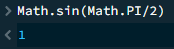 > Math.sin(Math.PI/2)
< 1